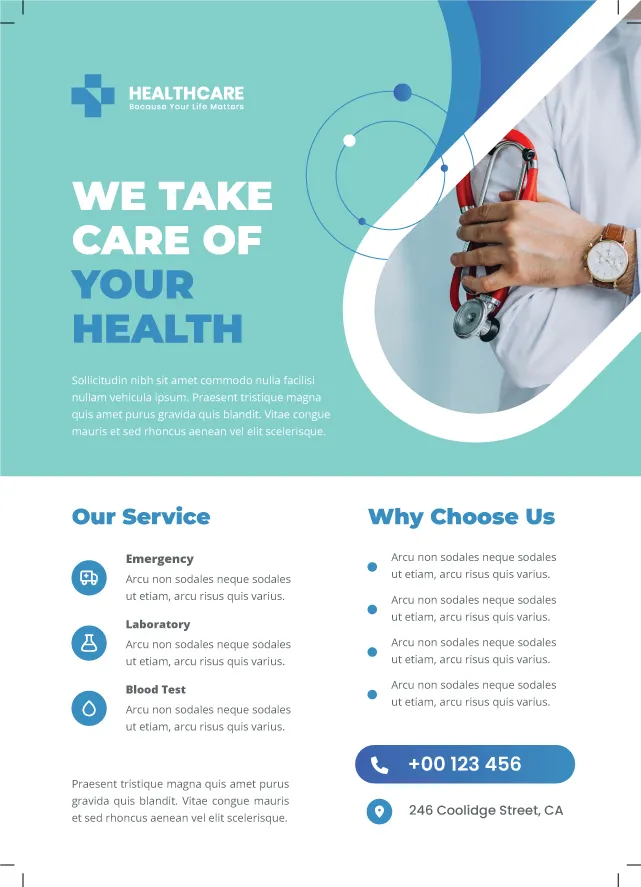 HEALTHCARE
Because Your Life Matters
WE TAKE
CARE OF
YOUR
HEALTH
Sollicitudin nibh sit amet commodo nulla facilisi
nullam vehicula ipsum. Praesent tristique magna
quis amet purus gravida quis blandit. Vitae congue
mauris et sed rhoncus aenean vel elit scelerisque.
Our Service
Emergency
Arcu non sodales neque sodales
ut etiam, arcu risus quis varius.
Laboratory
Arcu non sodales neque sodales
ut etiam, arcu risus quis varius.
Blood Test
Arcu non sodales neque sodales
ut etiam, arcu risus quis varius.
Praesent tristique magna quis amet purus
gravida quis blandit. Vitae congue mauris
et sed rhoncus aenean vel elit scelerisque.
Why Choose Us
Arcu non sodales neque sodales
ut etiam, arcu risus quis varius.
Arcu non sodales neque sodales
ut etiam, arcu risus quis varius.
Arcu non sodales neque sodales
ut etiam, arcu risus quis varius.
Arcu non sodales neque sodales
ut etiam, arcu risus quis varius.
+00 123 456
246 Coolidge Street, CA